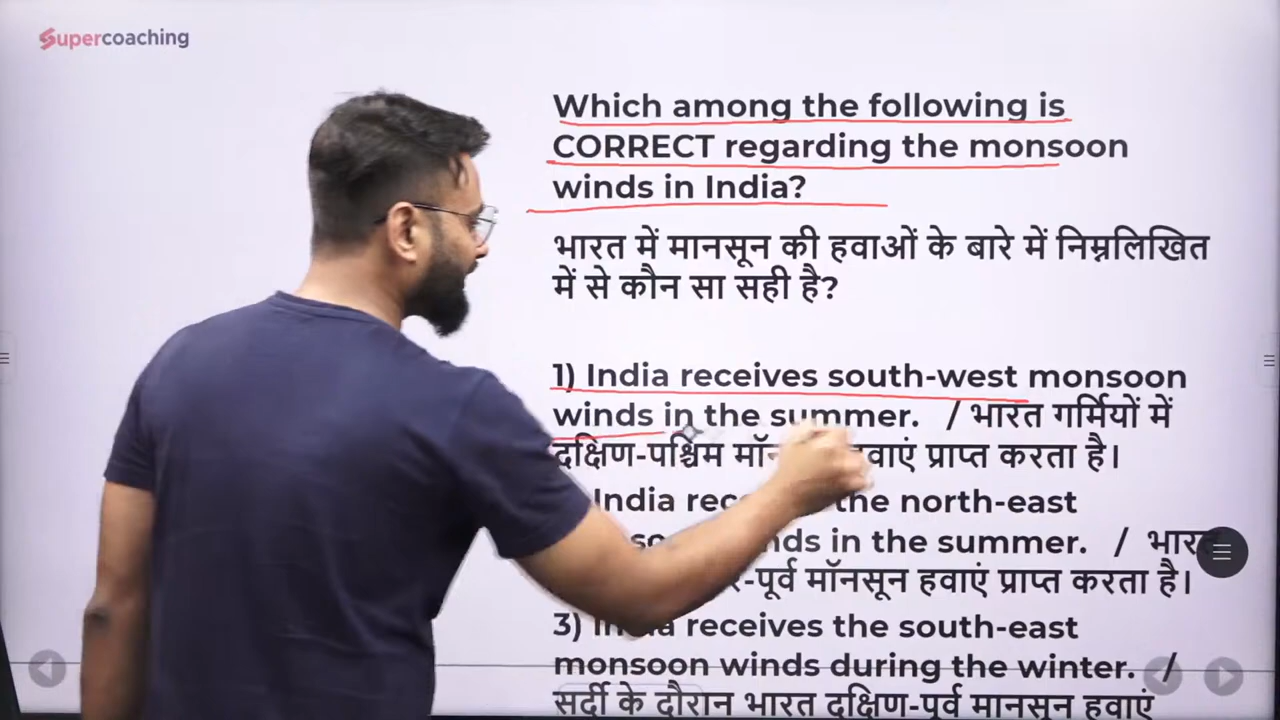 Supercoaching
Which among the following is
CORRECT regarding the monsoon
winds in India?
भारत में मानसून की हवाओं के बारे में निम्नलिखित
में से कौन सा सही है?
1) India receives south-west monsoon
winds in the summer. / भारत गर्मियों में
दक्षिण-पश्चिम हवाएं प्राप्त करता है।
India the north-east
in the summer. /
मॉनसून हवाएं प्राप्त करता है।
3) India receives the south-east
monsoon winds during the winter. /
सर्दी के दौरान भारत दक्षिण-पूर्व मानसून हवाएं